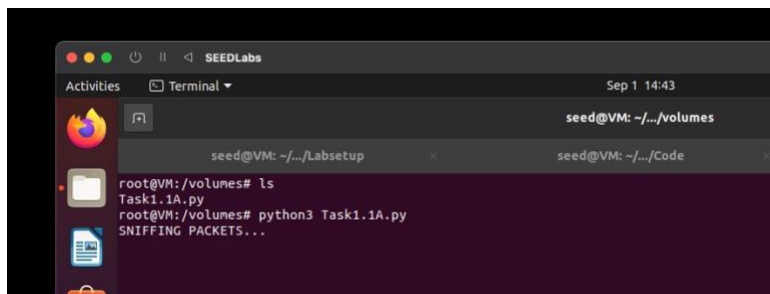 SEEDLabs
Activities Terminal Sep 1 14:43
seed@VM: ~/.../volumes
seed@VM: ~/.../Labsetup × seed@VM: ~/.../Code ×
root@VM:/volumes# ls
Task1.1A.py
root@VM:/volumes# python3 Task1.1A.py
SNIFFING PACKETS...